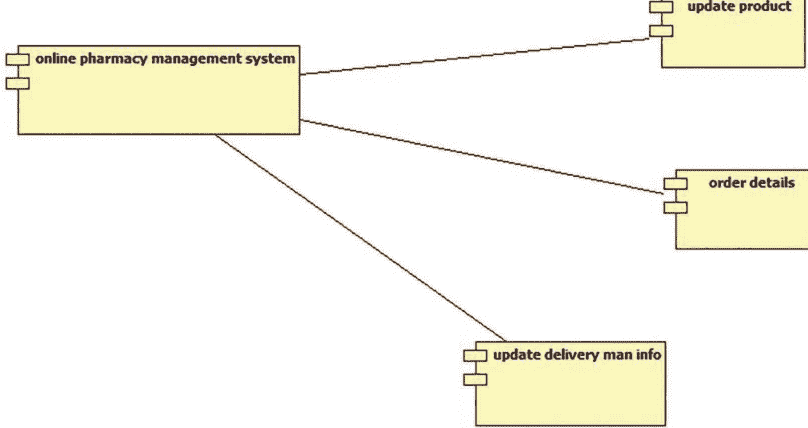 update product
online pharmacy management system
order details
update delivery man info